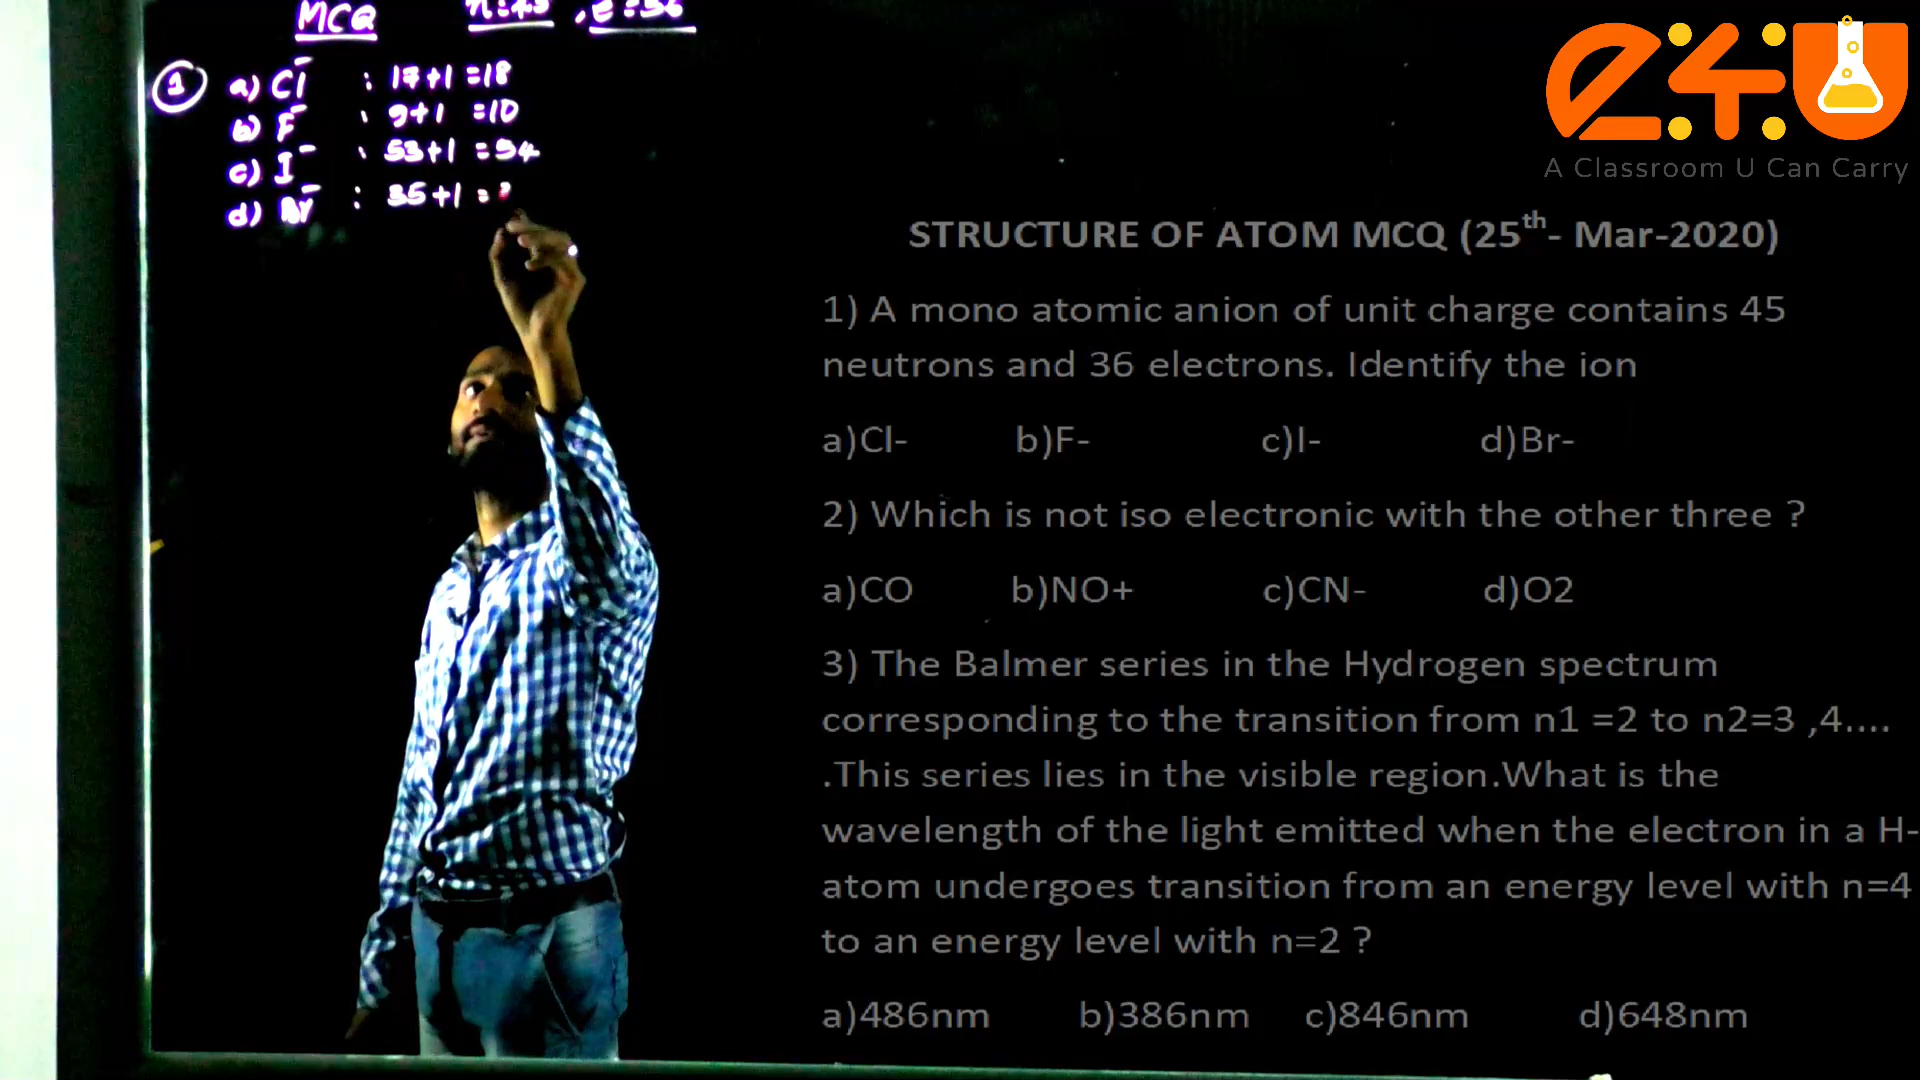 MCQ n=45 , e=36
1 a) Cl⁻ : 17+1 =18
b) F⁻ : 9+1 =10
c) I⁻ : 53+1 =54
d) Br⁻ : 35+1 =
e4U
A Classroom U Can Carry
STRUCTURE OF ATOM MCQ (25th- Mar-2020)
1) A mono atomic anion of unit charge contains 45
neutrons and 36 electrons. Identify the ion
a)Cl- b)F- c)I- d)Br-
2) Which is not iso electronic with the other three ?
a)CO b)NO+ c)CN- d)O2
3) The Balmer series in the Hydrogen spectrum
corresponding to the transition from n1 =2 to n2=3 ,4....
.This series lies in the visible region.What is the
wavelength of the light emitted when the electron in a H-
atom undergoes transition from an energy level with n=4
to an energy level with n=2 ?
a)486nm b)386nm c)846nm d)648nm